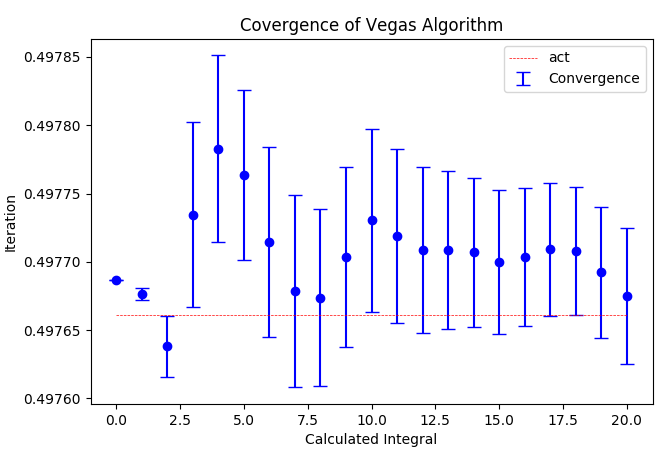 Covergence of Vegas Algorithm
act
Convergence
0.49785
0.49780
0.49775
0.49770
0.49765
0.49760
Iteration
0.0 2.5 5.0 7.5 10.0 12.5 15.0 17.5 20.0
Calculated Integral